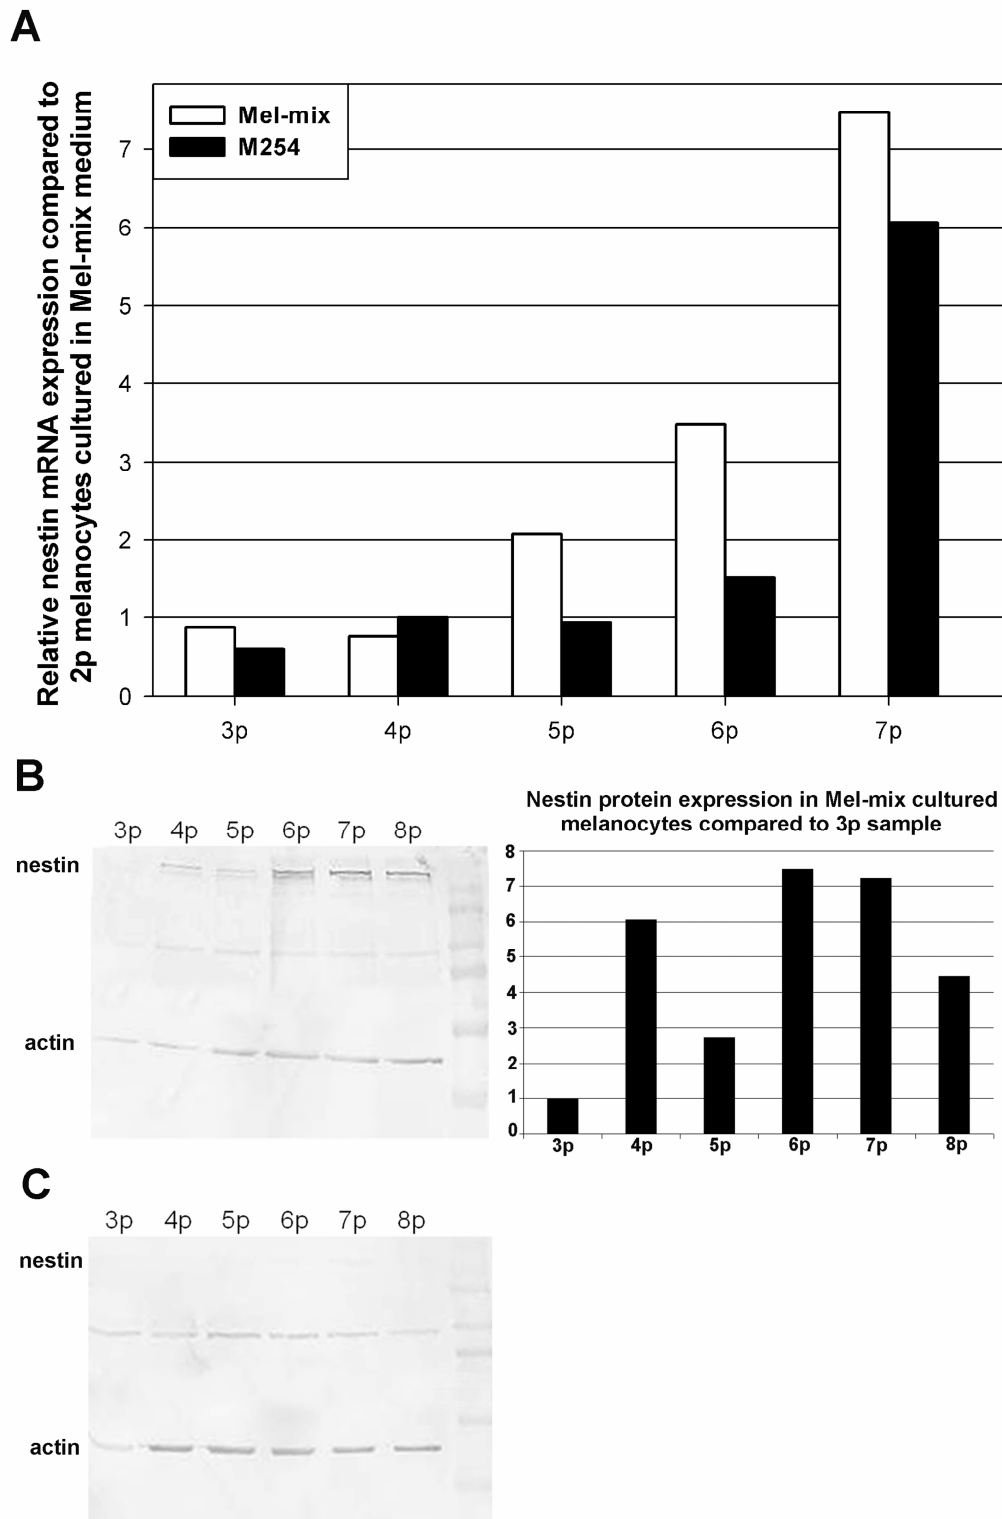 A
Relative nestin mRNA expression compared to
2p melanocytes cultured in Mel-mix medium
Mel-mix
M254
7
6
5
4
3
2
1
0
3p 4p 5p 6p 7p
B
3p 4p 5p 6p 7p 8p
nestin
actin
Nestin protein expression in Mel-mix cultured
melanocytes compared to 3p sample
8
7
6
5
4
3
2
1
0
3p 4p 5p 6p 7p 8p
C
3p 4p 5p 6p 7p 8p
nestin
actin